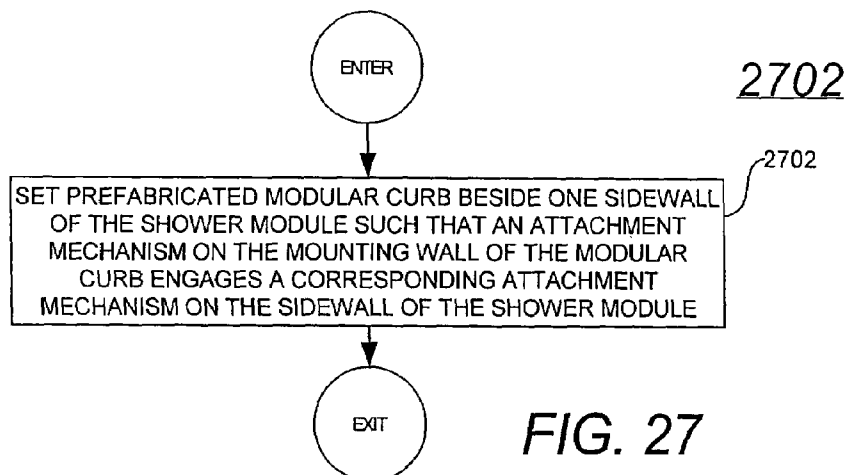 ENTER
2702
2702
SET PREFABRICATED MODULAR CURB BESIDE ONE SIDEWALL
OF THE SHOWER MODULE SUCH THAT AN ATTACHMENT
MECHANISM ON THE MOUNTING WALL OF THE MODULAR
CURB ENGAGES A CORRESPONDING ATTACHMENT
MECHANISM ON THE SIDEWALL OF THE SHOWER MODULE
EXIT
FIG. 27